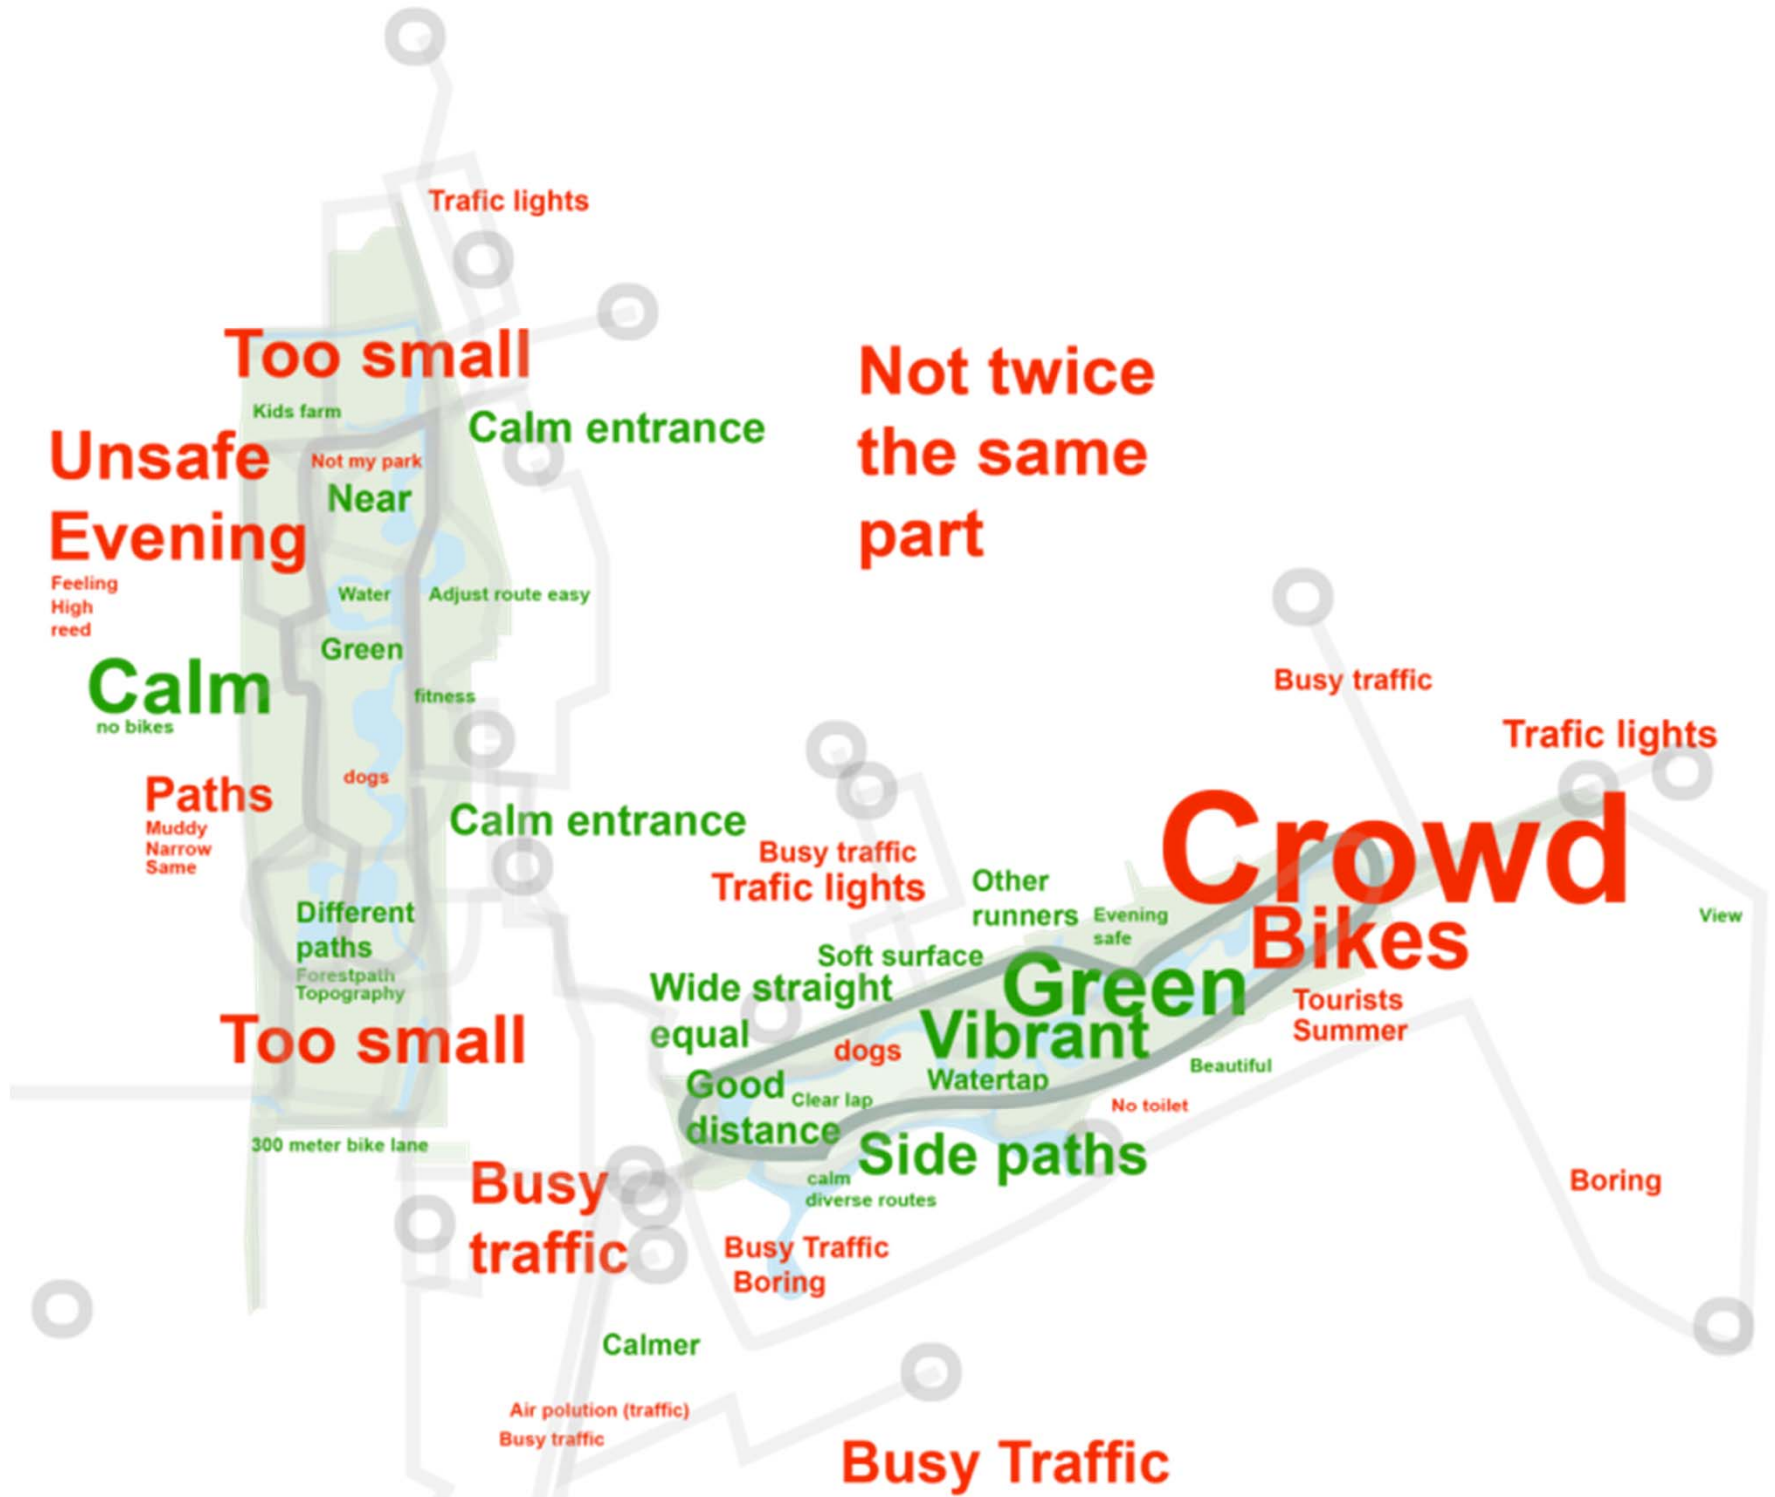 Trafic lights
Too small
Kids farm
Calm entrance
Unsafe
Evening
Not my park
Near
Feeling
High
reed
Water
Adjust route easy
Green
Calm
no bikes
fitness
Paths
Muddy
Narrow
Same
dogs
Calm entrance
Different
paths
Forestpath
Topography
Too small
300 meter bike lane
Not twice
the same
part
Busy traffic
Trafic lights
Busy traffic
Trafic lights
Crowd
Bikes
Tourists
Summer
View
Other
runners
Evening
safe
Soft surface
Wide straight
equal
Green
Vibrant
dogs
Watertap
Beautiful
Good
distance
Clear lap
No toilet
Side paths
calm
diverse routes
Busy
traffic
Busy Traffic
Boring
Boring
Calmer
Air polution (traffic)
Busy traffic
Busy Traffic